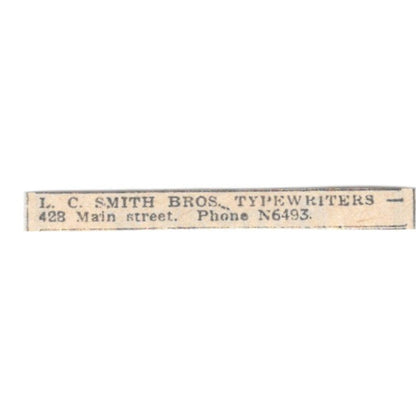 L. C. SMITH BROS. TYPEWRITERS —
428 Main street. Phone N6493.